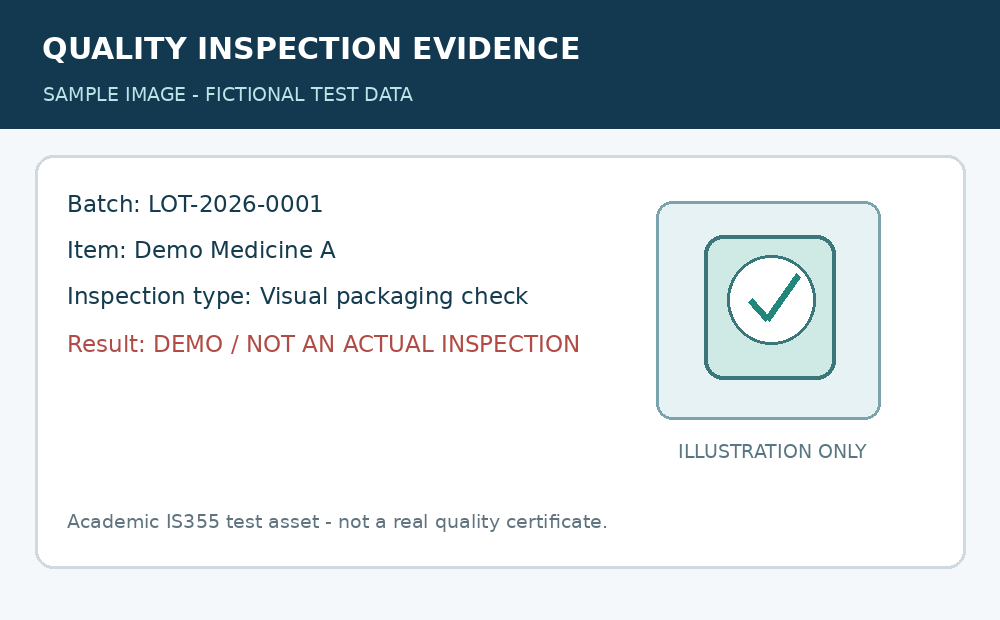 QUALITY INSPECTION EVIDENCE
SAMPLE IMAGE - FICTIONAL TEST DATA
Batch: LOT-2026-0001
Item: Demo Medicine A
Inspection type: Visual packaging check
Result: DEMO / NOT AN ACTUAL INSPECTION
ILLUSTRATION ONLY
Academic IS355 test asset - not a real quality certificate.